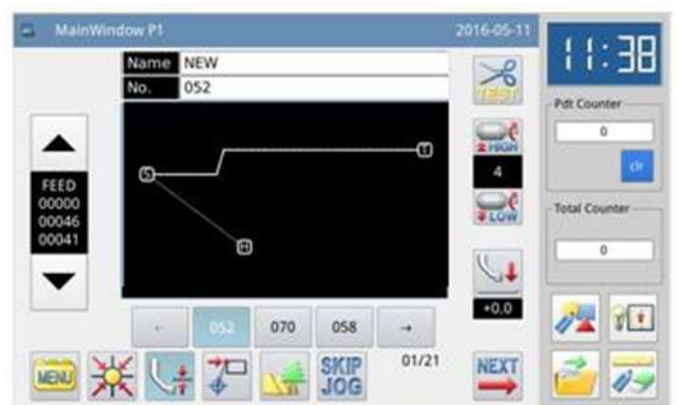 MainWindow P1
2016-05-11
11:38
Name NEW
No. 052
TEST
HIGH
4
LOW
+0.0
FEED
00000
00046
00041
S
T
H
Pdt Counter
0
clr
Total Counter
0
← 052 070 058 →
01/21
MENU
SKIP
JOG
NEXT